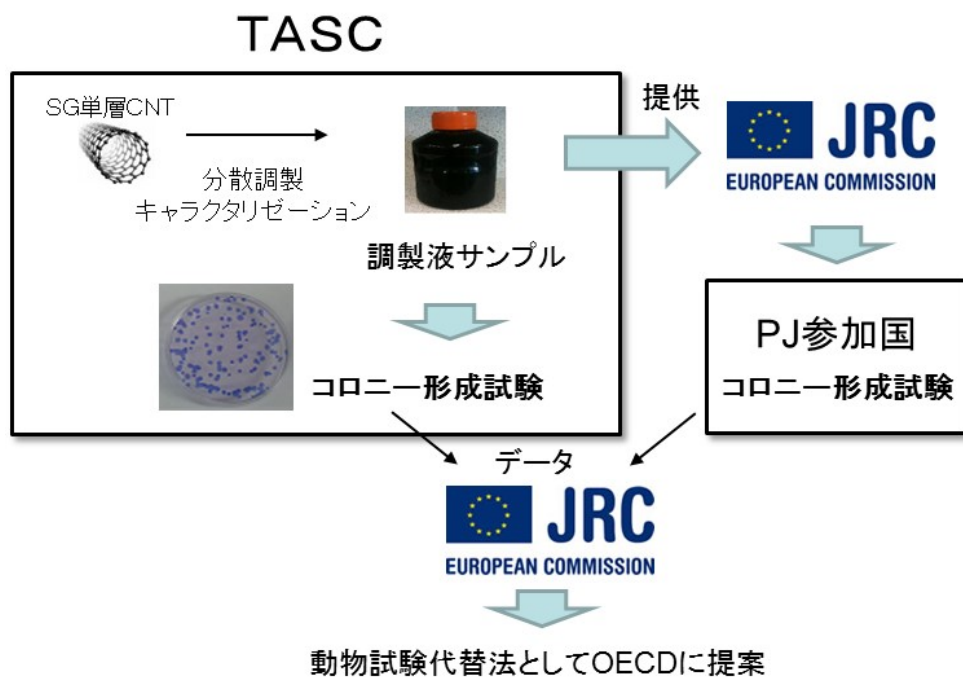 TASC
SG単層CNT
分散調製
キャラクタリゼーション
調製液サンプル
提供
JRC
EUROPEAN COMMISSION
コロニー形成試験
PJ参加国
コロニー形成試験
データ
JRC
EUROPEAN COMMISSION
動物試験代替法としてOECDに提案